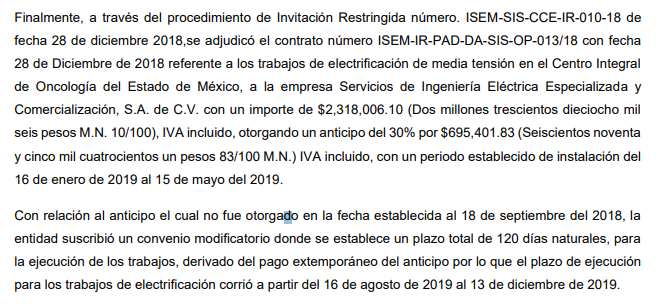 Finalmente, a través del procedimiento de Invitación Restringida número. ISEM-SIS-CCE-IR-010-18 de
fecha 28 de diciembre 2018,se adjudicó el contrato número ISEM-IR-PAD-DA-SIS-OP-013/18 con fecha
28 de Diciembre de 2018 referente a los trabajos de electrificación de media tensión en el Centro Integral
de Oncología del Estado de México, a la empresa Servicios de Ingeniería Eléctrica Especializada y
Comercialización, S.A. de C.V. con un importe de $2,318,006.10 (Dos millones trescientos dieciocho mil
seis pesos M.N. 10/100), IVA incluido, otorgando un anticipo del 30% por $695,401.83 (Seiscientos noventa
y cinco mil cuatrocientos un pesos 83/100 M.N.) IVA incluido, con un periodo establecido de instalación del
16 de enero de 2019 al 15 de mayo del 2019.
Con relación al anticipo el cual no fue otorgado en la fecha establecida al 18 de septiembre del 2018, la
entidad suscribió un convenio modificatorio donde se establece un plazo total de 120 días naturales, para
la ejecución de los trabajos, derivado del pago extemporáneo del anticipo por lo que el plazo de ejecución
para los trabajos de electrificación corrió a partir del 16 de agosto de 2019 al 13 de diciembre de 2019.